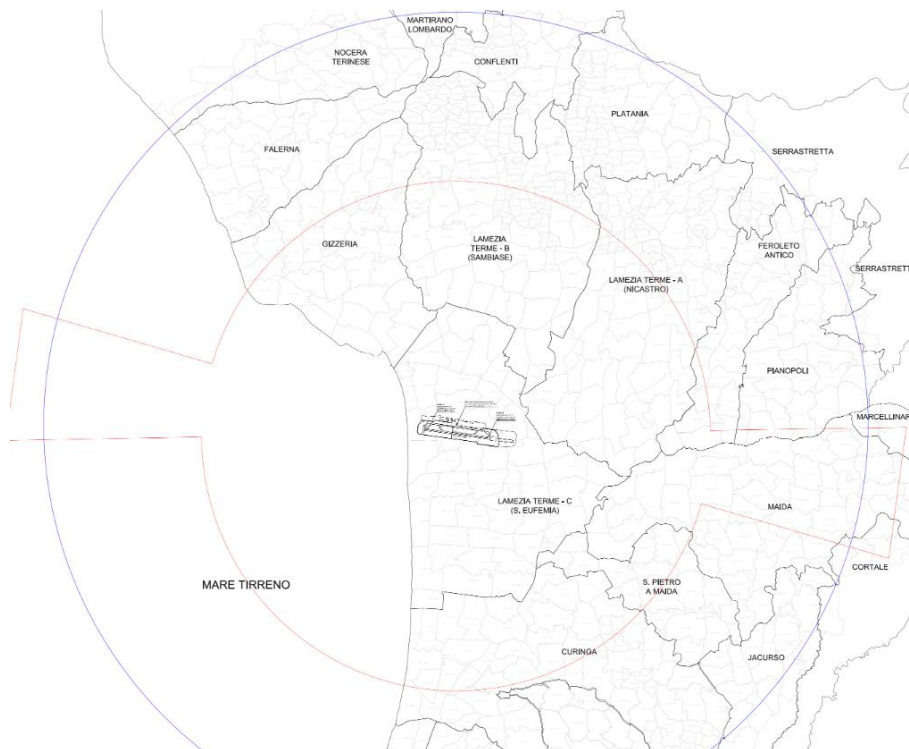 MARTIRANO
LOMBARDO
NOCERA
TERINESE
CONFLENTI
PLATANIA
FALERNA
SERRASTRETTA
GIZZERIA
LAMEZIA
TERME - B
(SAMBIASE)
FEROLETO
ANTICO
SERRASTRETT
LAMEZIA TERME - A
(NICASTRO)
PIANOPOLI
MARCELLINAR
LAMEZIA TERME - C
(S. EUFEMIA)
MAIDA
CORTALE
MARE TIRRENO
S. PIETRO
A MAIDA
CURINGA
JACURSO